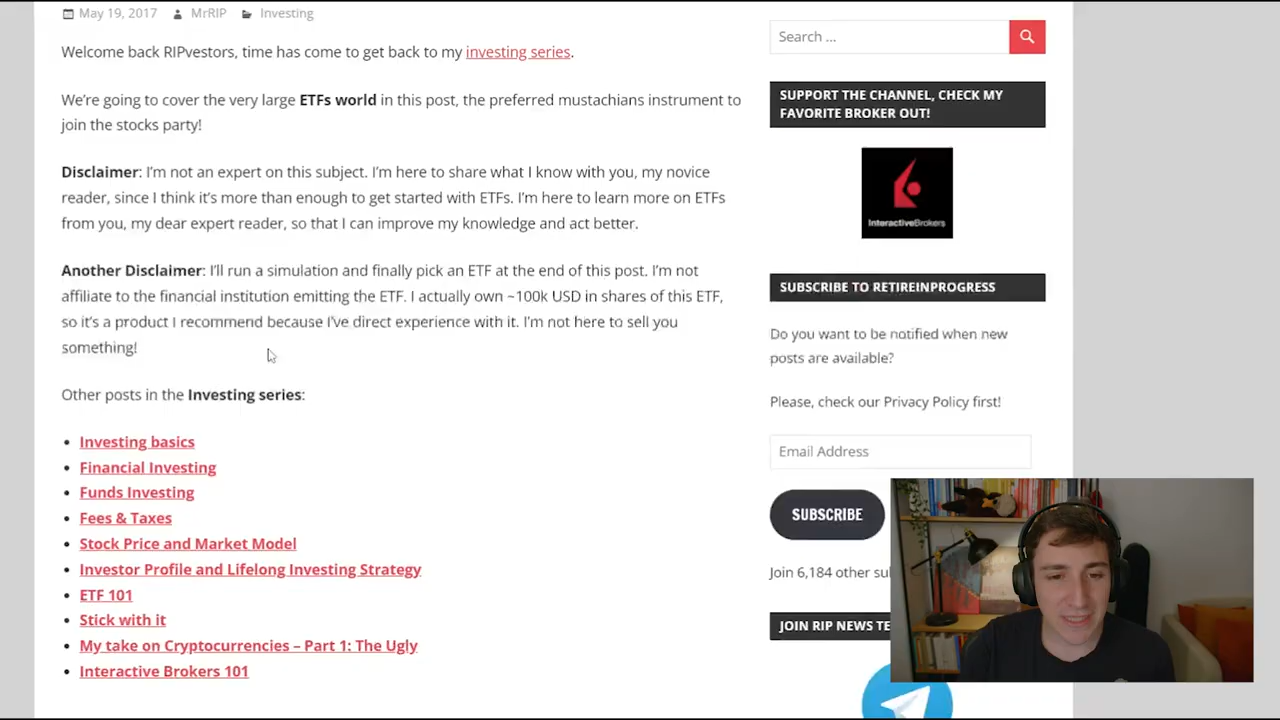 May 19, 2017 MrRIP Investing
Welcome back RIPvestors, time has come to get back to my investing series.
We're going to cover the very large ETFs world in this post, the preferred mustachians instrument to
join the stocks party!
Disclaimer: I'm not an expert on this subject. I'm here to share what I know with you, my novice
reader, since I think it's more than enough to get started with ETFs. I'm here to learn more on ETFs
from you, my dear expert reader, so that I can improve my knowledge and act better.
Another Disclaimer: I'll run a simulation and finally pick an ETF at the end of this post. I'm not
affiliate to the financial institution emitting the ETF. I actually own ~100k USD in shares of this ETF,
so it's a product I recommend because I've direct experience with it. I'm not here to sell you
something!
Other posts in the Investing series:
Investing basics
Financial Investing
Funds Investing
Fees & Taxes
Stock Price and Market Model
Investor Profile and Lifelong Investing Strategy
ETF 101
Stick with it
My take on Cryptocurrencies – Part 1: The Ugly
Interactive Brokers 101
Search ...
SUPPORT THE CHANNEL, CHECK MY
FAVORITE BROKER OUT!
InteractiveBrokers
SUBSCRIBE TO RETIREINPROGRESS
Do you want to be notified when new
posts are available?
Please, check our Privacy Policy first!
Email Address
SUBSCRIBE
Join 6,184 other su
JOIN RIP NEWS TE